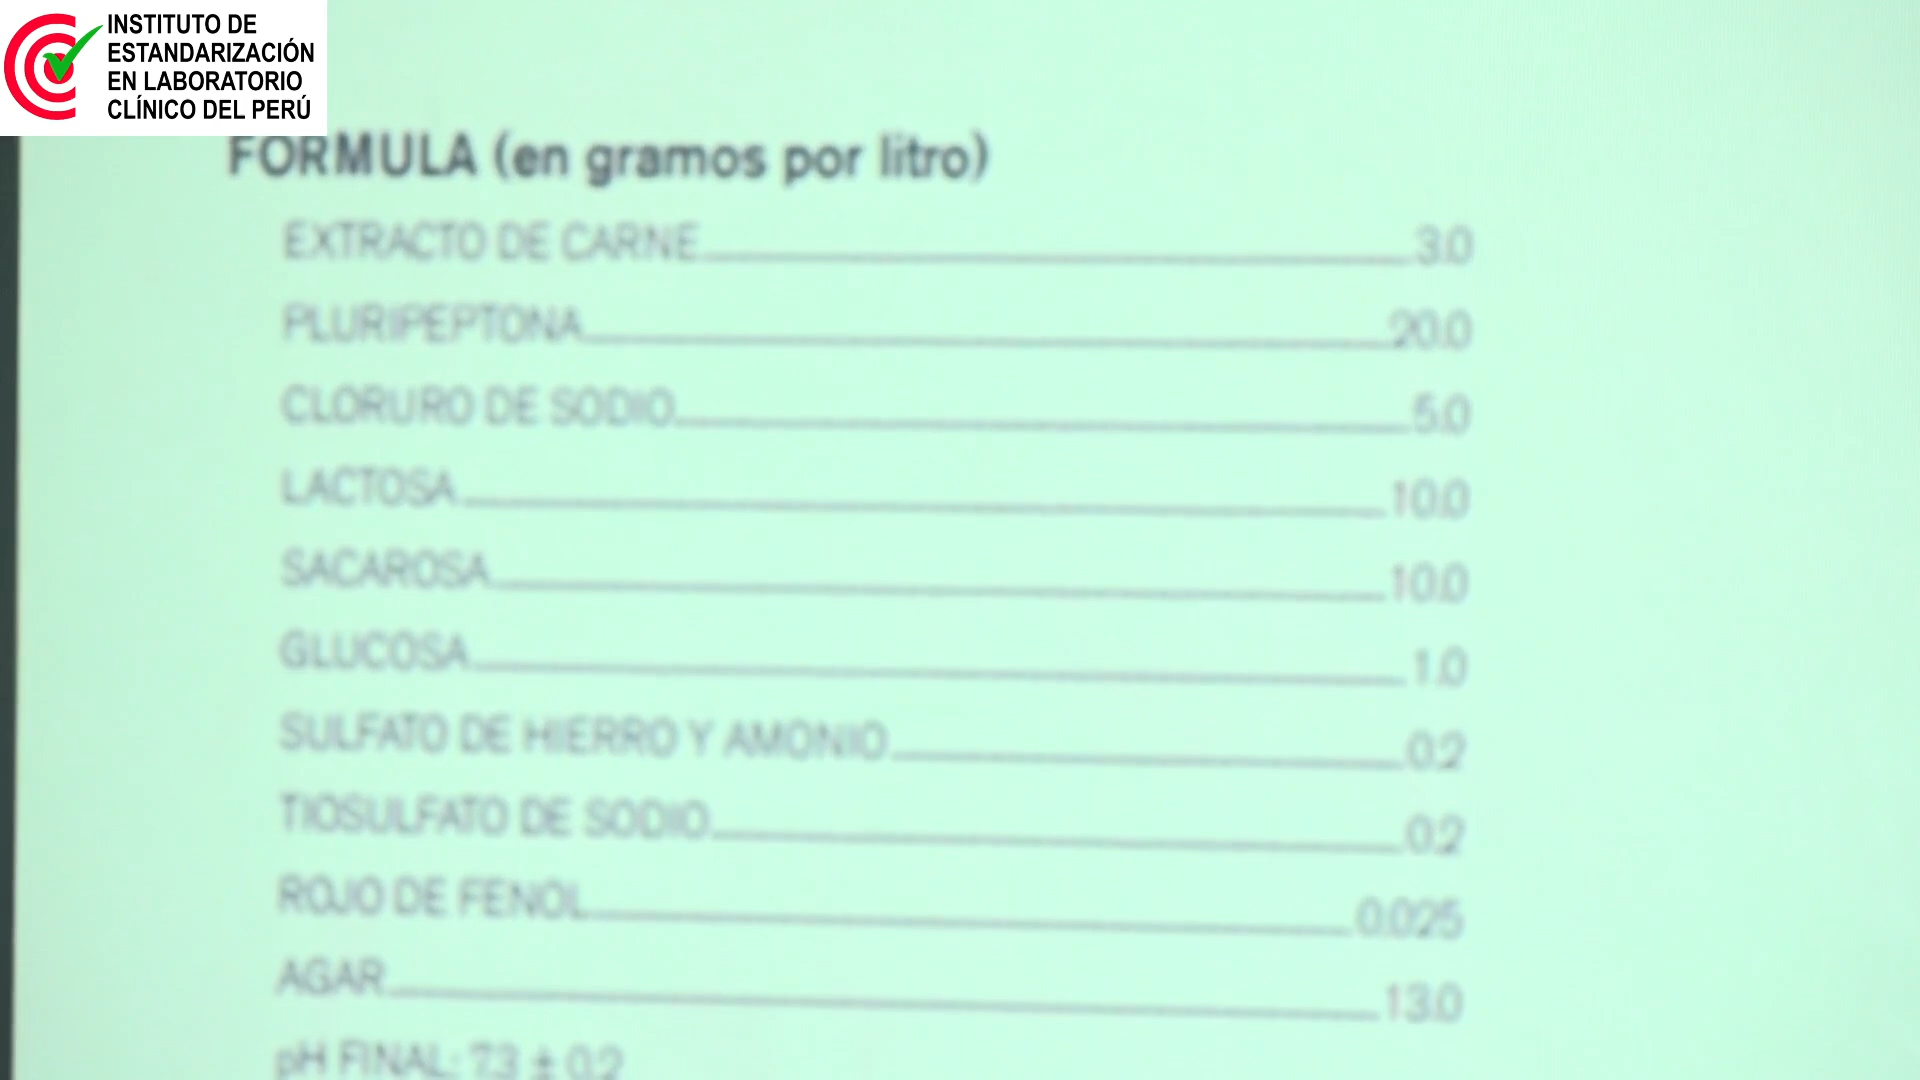 INSTITUTO DE
ESTANDARIZACIÓN
EN LABORATORIO
CLÍNICO DEL PERÚ
FORMULA (en gramos por litro)
EXTRACTO DE CARNE 3.0
PLURIPEPTONA 20.0
CLORURO DE SODIO 5.0
LACTOSA 10.0
SACAROSA 10.0
GLUCOSA 1.0
SULFATO DE HIERRO Y AMONIO 0.2
TIOSULFATO DE SODIO 0.2
ROJO DE FENOL 0.025
AGAR 13.0
pH FINAL: 7.3 ± 0.2